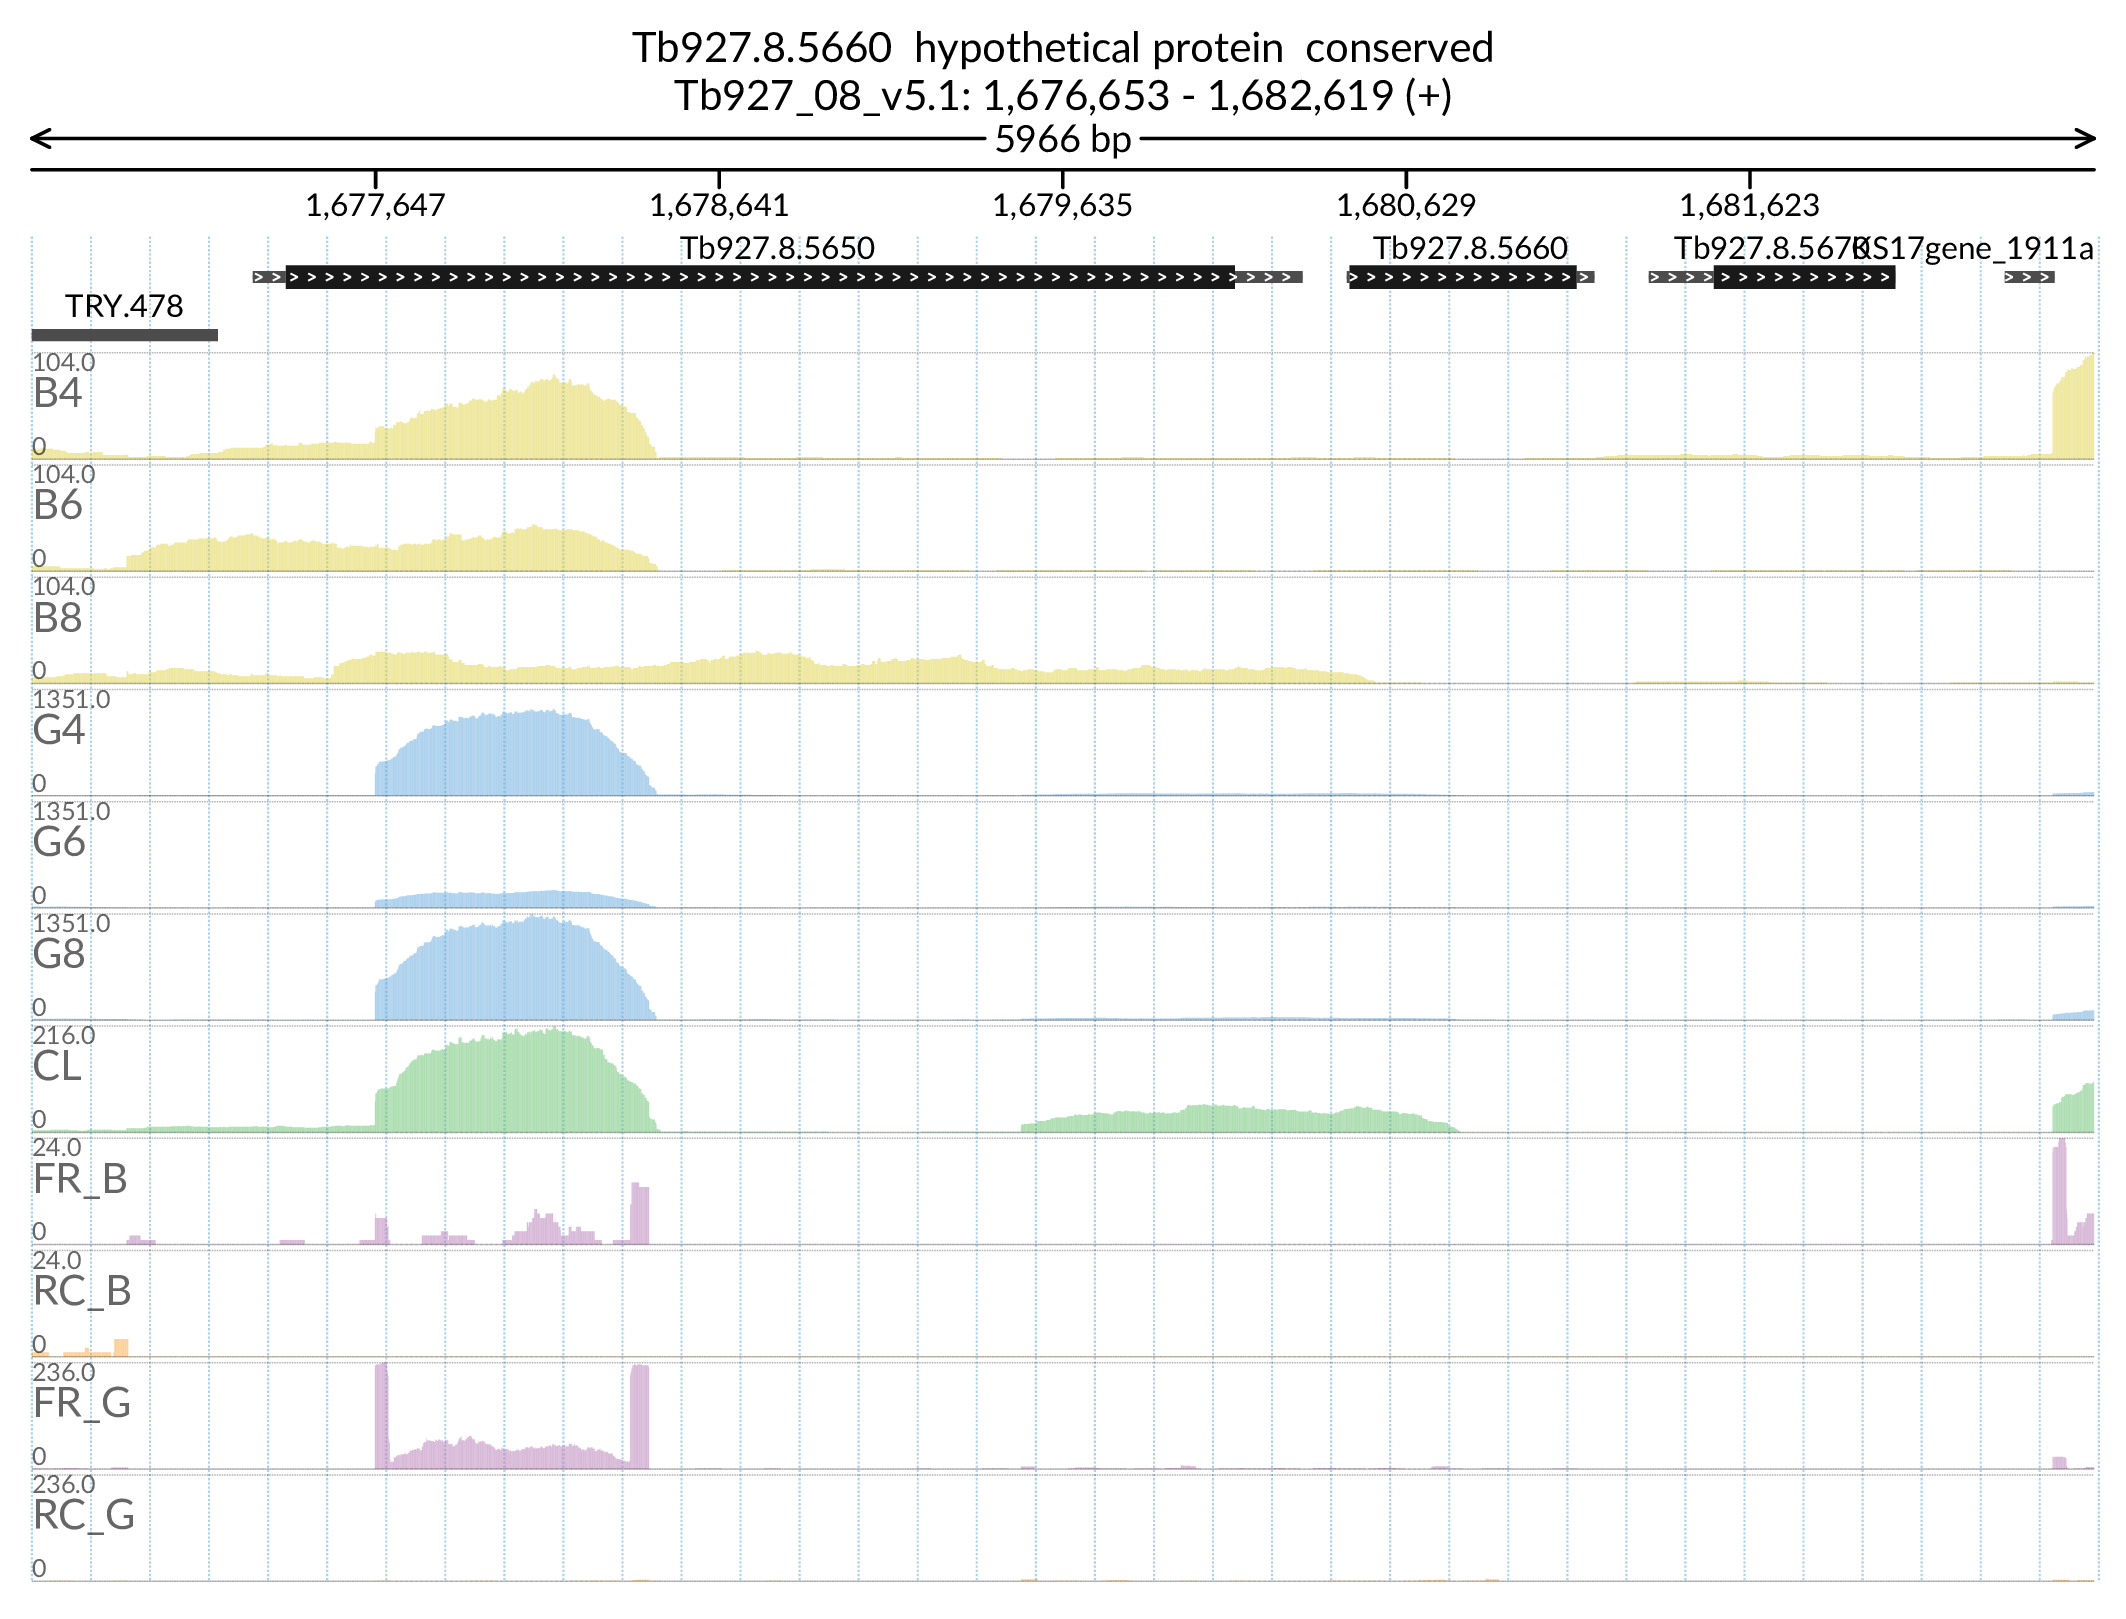 Tb927.8.5660 hypothetical protein conserved
Tb927_08_v5.1: 1,676,653 - 1,682,619 (+)
5966 bp
1,677,647 1,678,641 1,679,635 1,680,629 1,681,623
Tb927.8.5650 Tb927.8.5660 Tb927.8.5670 KS17gene_1911a
TRY.478
104.0
B4
0
104.0
B6
0
104.0
B8
0
1351.0
G4
0
1351.0
G6
0
1351.0
G8
0
216.0
CL
0
24.0
FR_B
0
24.0
RC_B
0
236.0
FR_G
0
236.0
RC_G
0